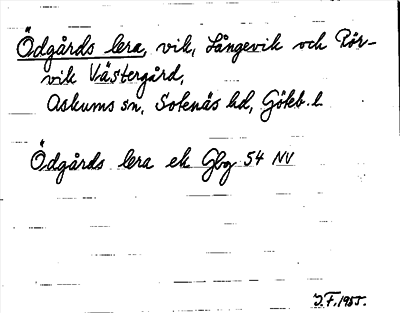 Ödgårds lera, vik, Långevik och Rör-
vik Västergård,
Askums sn, Sotenäs hd, Göteb. l.
Ödgårds lera ek Gbg 54 NV
J.F. 1955.